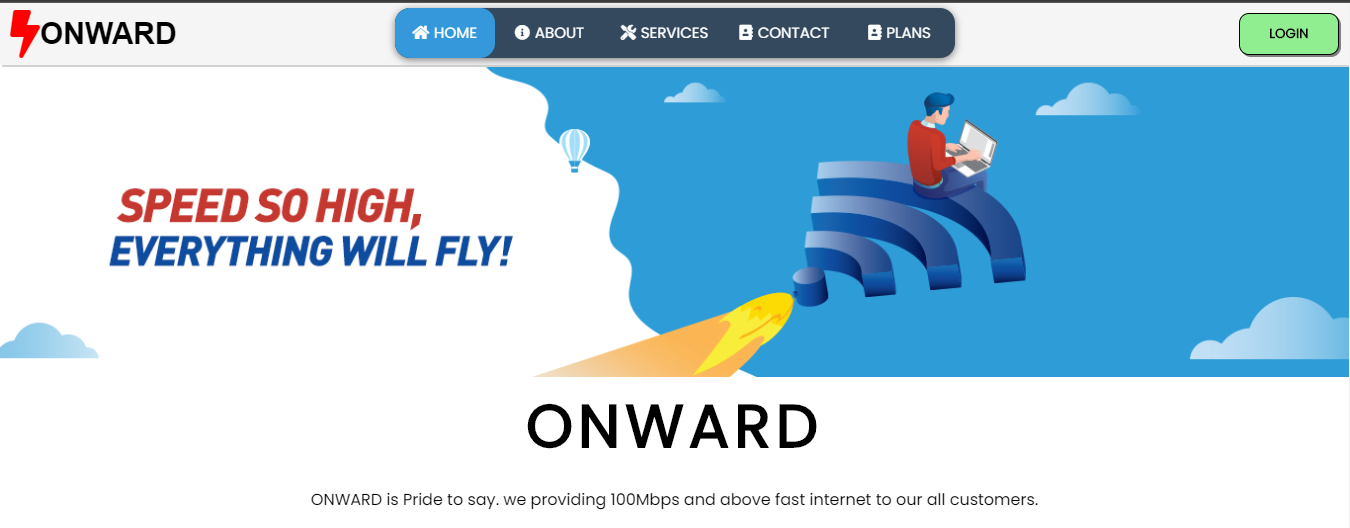 ONWARD
HOME ABOUT SERVICES CONTACT PLANS
LOGIN
SPEED SO HIGH,
EVERYTHING WILL FLY!
ONWARD
ONWARD is Pride to say. we providing 100Mbps and above fast internet to our all customers.